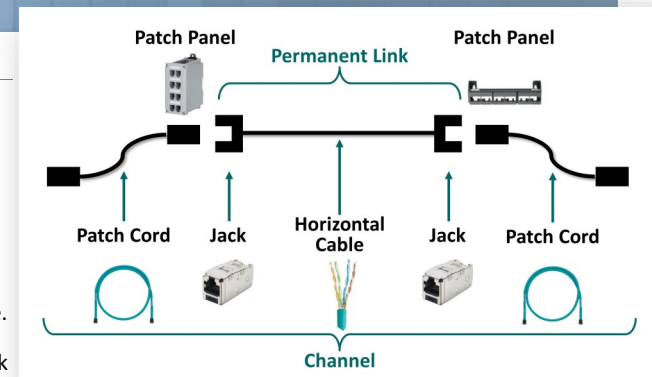 Patch Panel
Patch Panel
Permanent Link
Patch Cord
Jack
Horizontal
Cable
Jack
Patch Cord
Channel